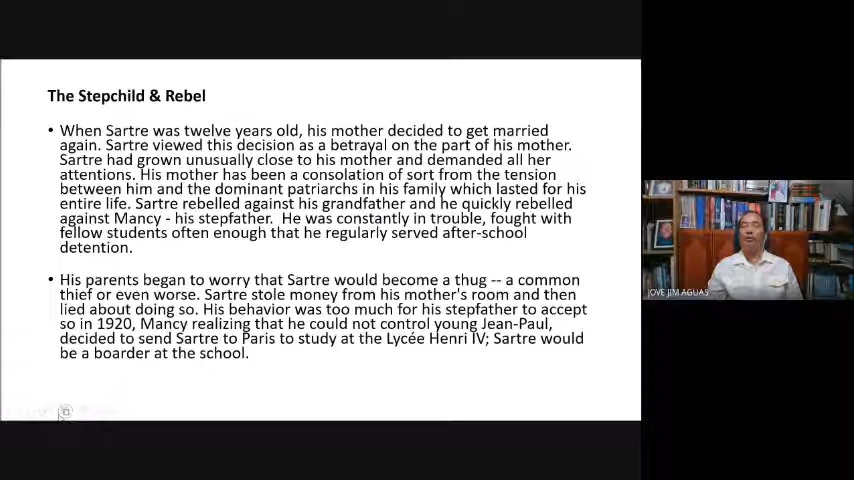 The Stepchild & Rebel
• When Sartre was twelve years old, his mother decided to get married
again. Sartre viewed this decision as a betrayal on the part of his mother.
Sartre had grown unusually close to his mother and demanded all her
attentions. His mother has been a consolation of sort from the tension
between him and the dominant patriarchs in his family which lasted for his
entire life. Sartre rebelled against his grandfather and he quickly rebelled
against Mancy - his stepfather. He was constantly in trouble, fought with
fellow students often enough that he regularly served after-school
detention.
• His parents began to worry that Sartre would become a thug -- a common
thief or even worse. Sartre stole money from his mother's room and then
lied about doing so. His behavior was too much for his stepfather to accept
so in 1920, Mancy realizing that he could not control young Jean-Paul,
decided to send Sartre to Paris to study at the Lycée Henri IV; Sartre would
be a boarder at the school.
JOVE JIM AGUAS